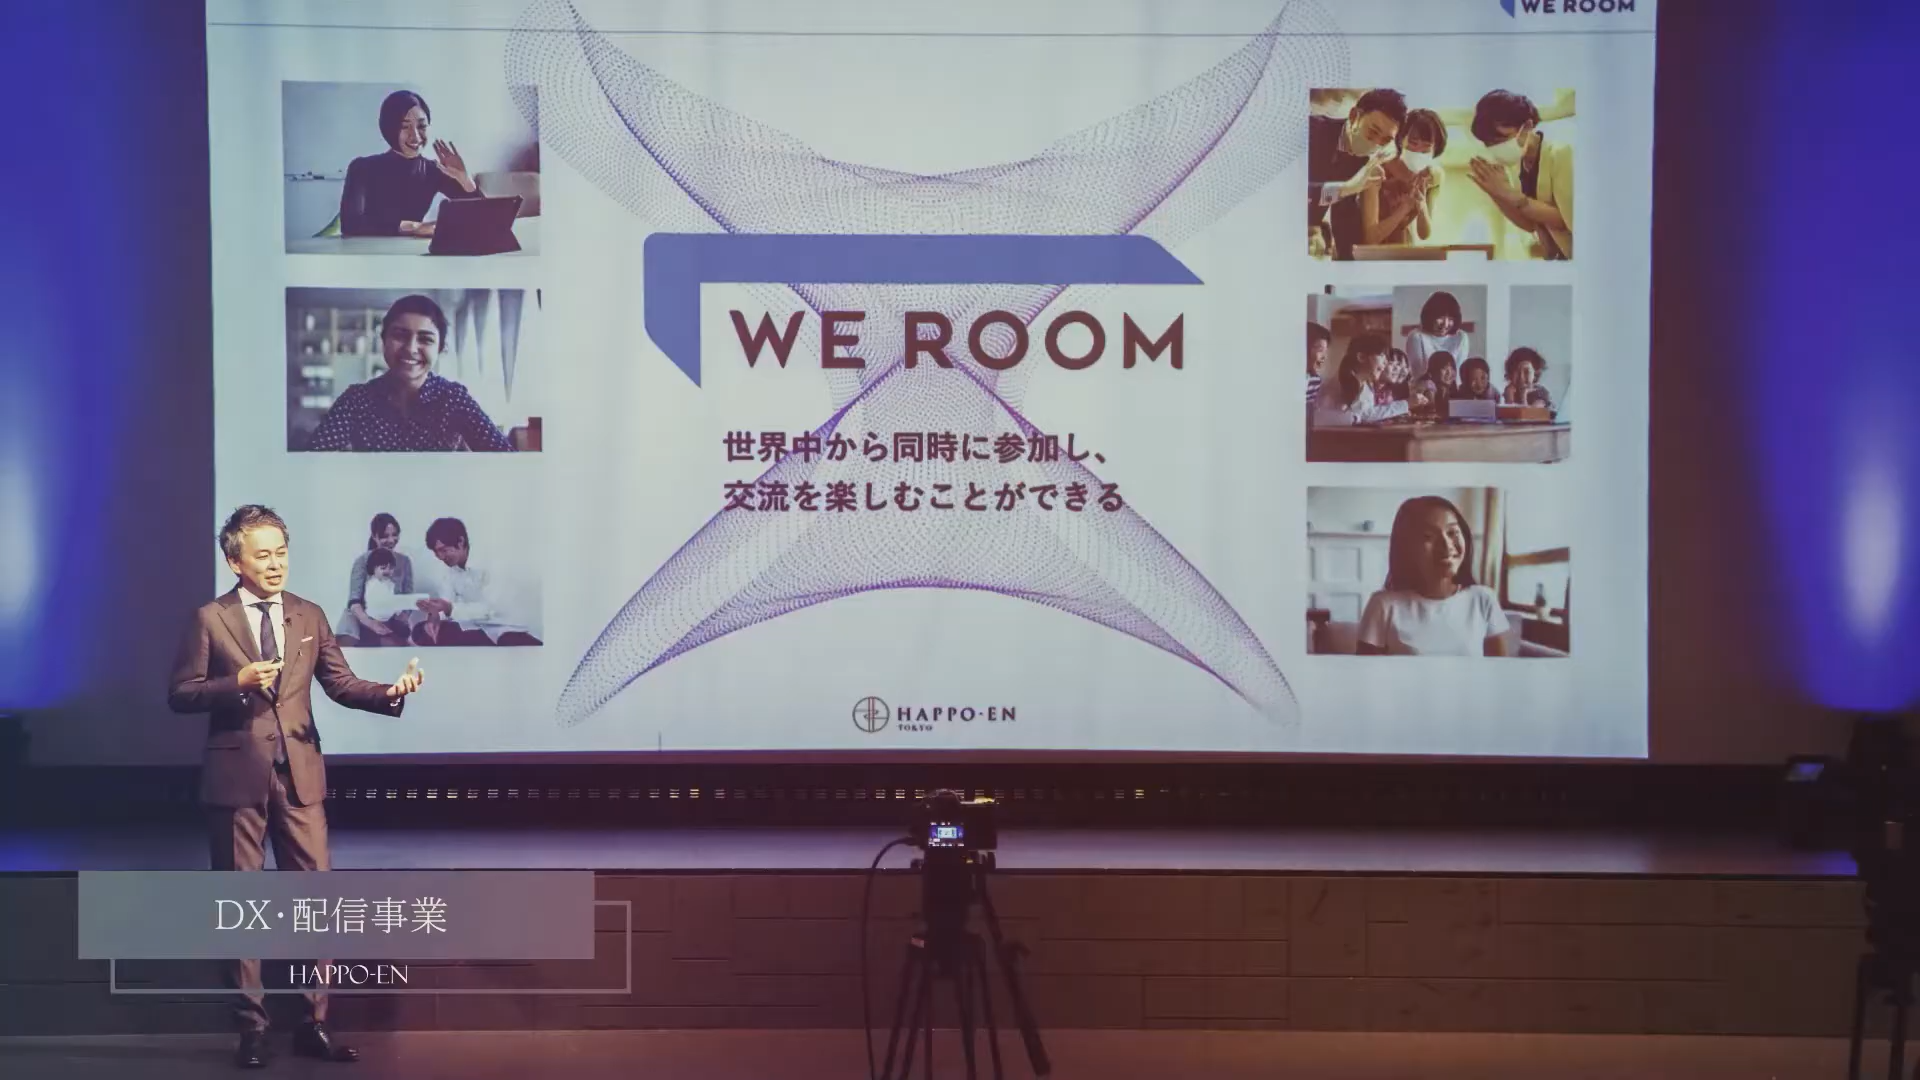 WE ROOM
WE ROOM
世界中から同時に参加し、
交流を楽しむことができる
HAPPO-EN
TOKYO
DX・配信事業
HAPPO-EN